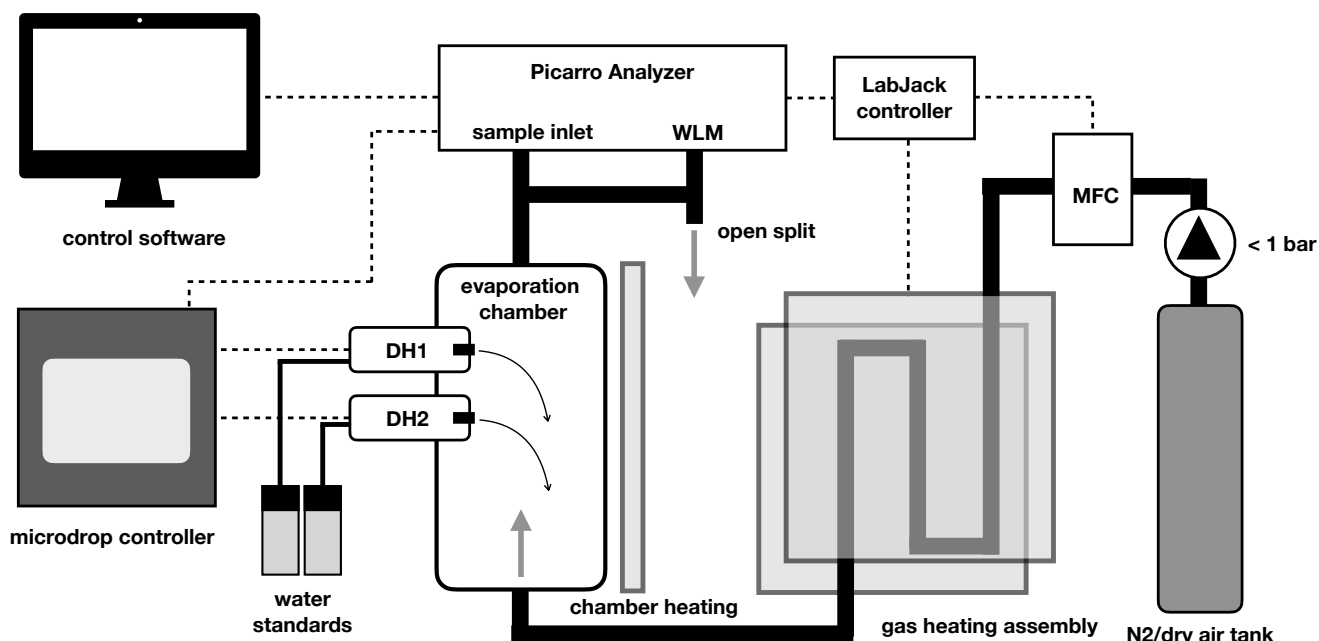 Picarro Analyzer
sample inlet
WLM
LabJack
controller
MFC
< 1 bar
control software
open split
evaporation
chamber
DH1
DH2
microdrop controller
water
standards
chamber heating
gas heating assembly
N2/dry air tank